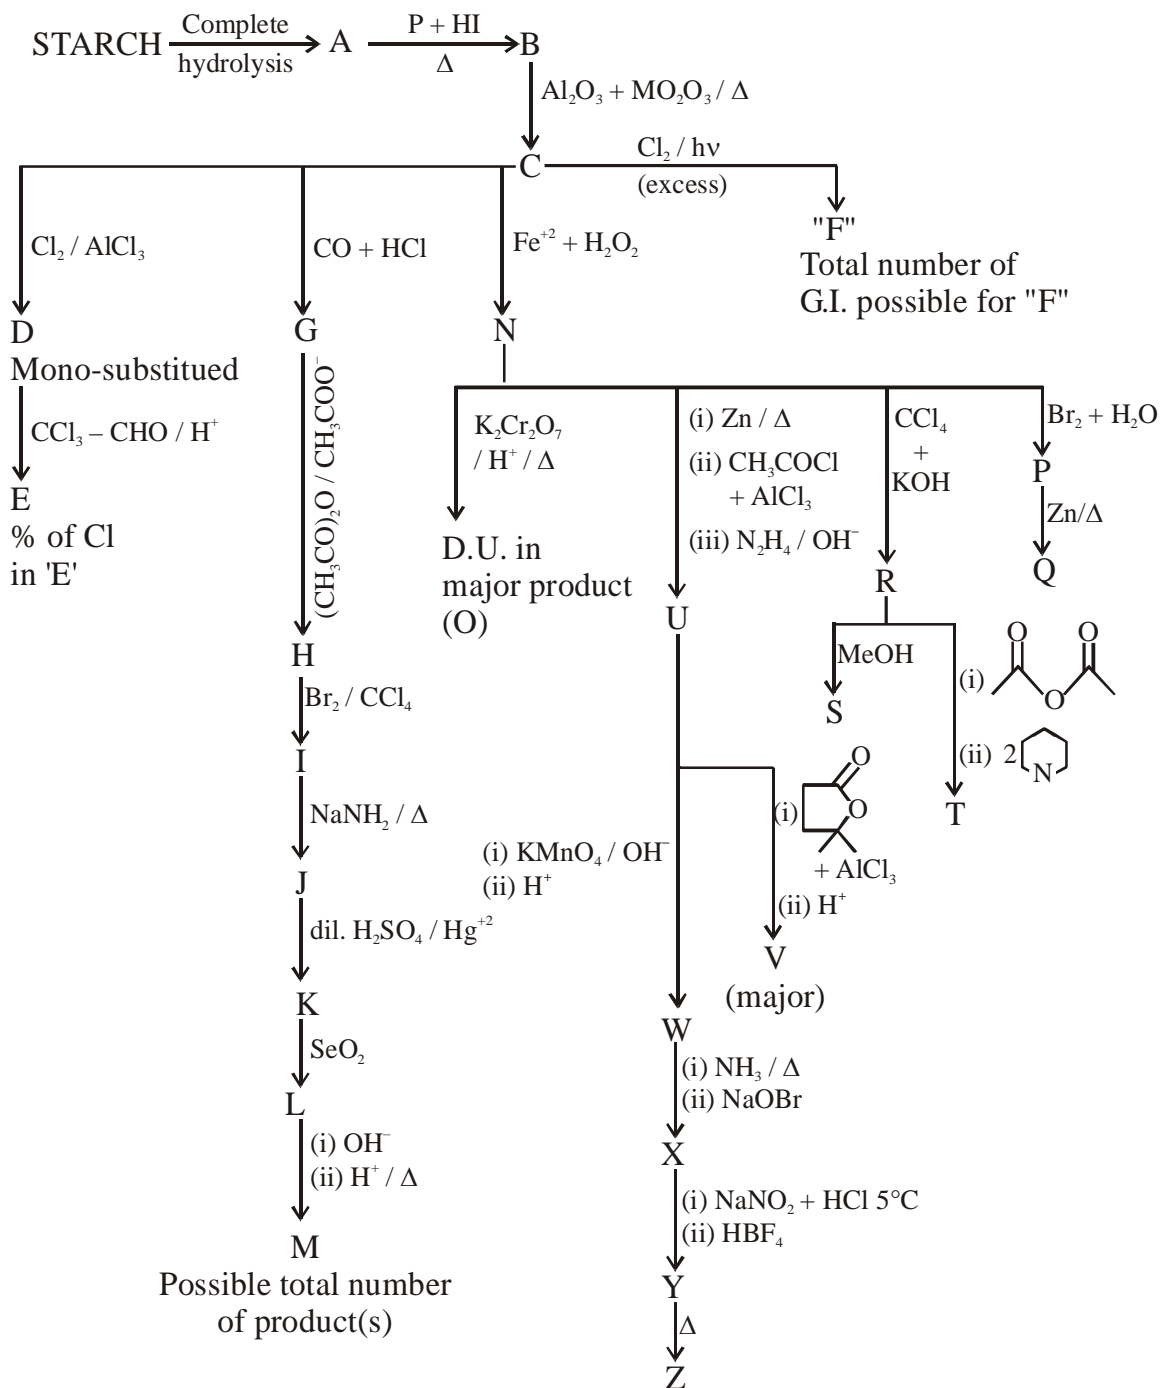 STARCH Complete hydrolysis A P + HI Δ B
Al₂O₃ + MO₂O₃ / Δ
C Cl₂ / hν (excess)
"F"
Total number of
G.I. possible for "F"
Cl₂ / AlCl₃
D
Mono-substitued
CCl₃ – CHO / H⁺
E
% of Cl
in 'E'
CO + HCl
G
(CH₃CO)₂O / CH₃COO⁻
H
Br₂ / CCl₄
I
NaNH₂ / Δ
J
dil. H₂SO₄ / Hg⁺²
K
SeO₂
L
(i) OH⁻
(ii) H⁺ / Δ
M
Possible total number
of product(s)
Fe⁺² + H₂O₂
N
K₂Cr₂O₇
/ H⁺ / Δ
D.U. in
major product
(O)
(i) Zn / Δ
(ii) CH₃COCl
+ AlCl₃
(iii) N₂H₄ / OH⁻
U
(i) KMnO₄ / OH⁻
(ii) H⁺
W
(i) NH₃ / Δ
(ii) NaOBr
X
(i) NaNO₂ + HCl 5°C
(ii) HBF₄
Y
Δ
Z
(i)
O
O
+ AlCl₃
(ii) H⁺
V
(major)
CCl₄
+
KOH
R
MeOH
S
(i)
O O
O
(ii) 2
N
T
Br₂ + H₂O
P
Zn/Δ
Q